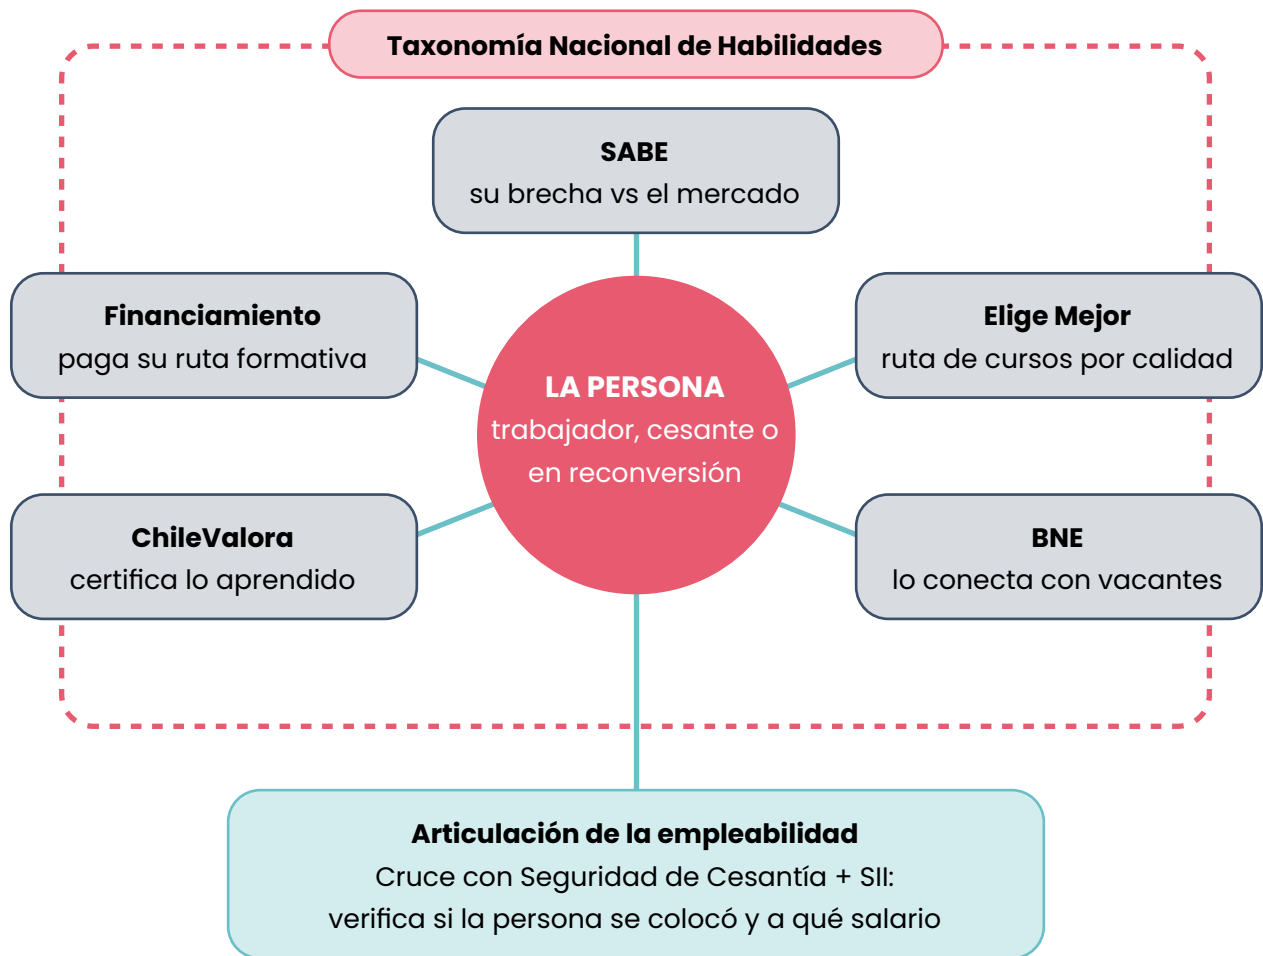 Taxonomía Nacional de Habilidades
SABE
su brecha vs el mercado
Financiamiento
paga su ruta formativa
Elige Mejor
ruta de cursos por calidad
LA PERSONA
trabajador, cesante o
en reconversión
ChileValora
certifica lo aprendido
BNE
lo conecta con vacantes
Articulación de la empleabilidad
Cruce con Seguridad de Cesantía + SII:
verifica si la persona se colocó y a qué salario